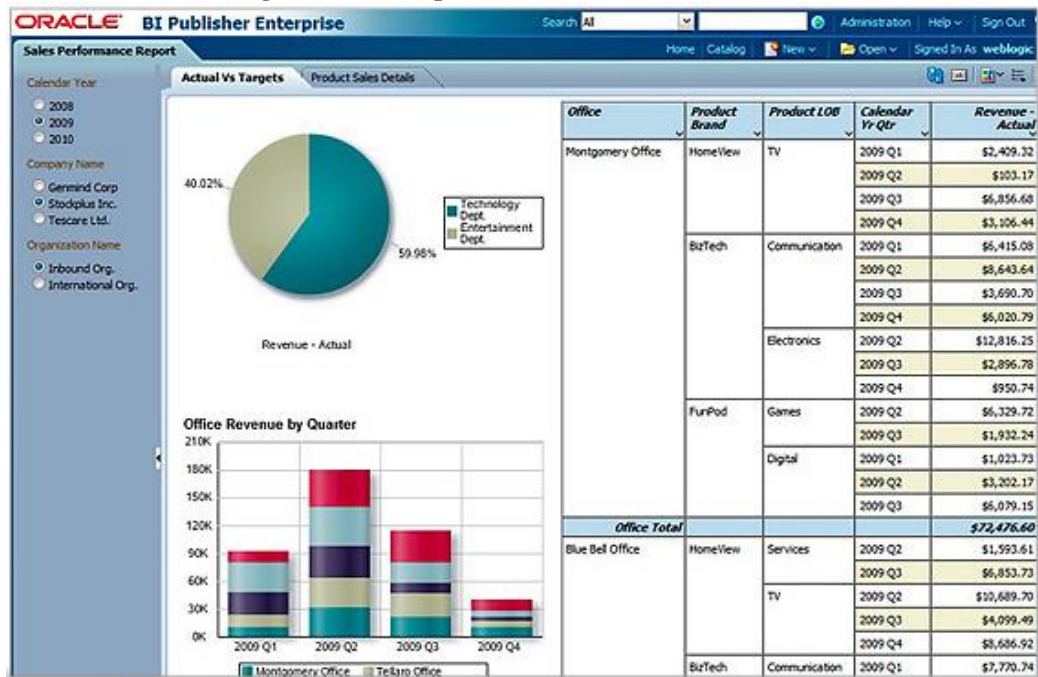 ORACLE BI Publisher Enterprise
Search All
Administration Help Sign Out
Sales Performance Report
Home Catalog New Open Signed In As weblogic
Calendar Year
2008
2009
2010
Company Name
Genmind Corp
Stockplus Inc.
Tescare Ltd.
Organization Name
Inbound Org.
International Org.
Actual Vs Targets Product Sales Details
40.02%
59.98%
Technology Dept.
Entertainment Dept.
Revenue - Actual
Office Revenue by Quarter
210K
180K
150K
120K
90K
60K
30K
0K
2009 Q1 2009 Q2 2009 Q3 2009 Q4
Montgomery Office Tellaro Office
Office Product Brand Product LOB Calendar Yr Qtr Revenue - Actual
Montgomery Office HomeView TV 2009 Q1 $2,409.32
2009 Q2 $103.17
2009 Q3 $6,856.68
2009 Q4 $3,106.44
BizTech Communication 2009 Q1 $6,415.08
2009 Q2 $8,643.64
2009 Q3 $3,690.70
2009 Q4 $6,020.79
Electronics 2009 Q2 $12,816.25
2009 Q3 $2,896.78
2009 Q4 $950.74
FunPod Games 2009 Q2 $6,329.72
2009 Q3 $1,932.24
Digital 2009 Q1 $1,023.73
2009 Q2 $3,202.17
2009 Q3 $6,079.15
Office Total $72,476.60
Blue Bell Office HomeView Services 2009 Q2 $1,593.61
2009 Q3 $6,853.73
TV 2009 Q2 $10,689.70
2009 Q3 $4,099.49
2009 Q4 $8,686.92
BizTech Communication 2009 Q1 $7,770.74